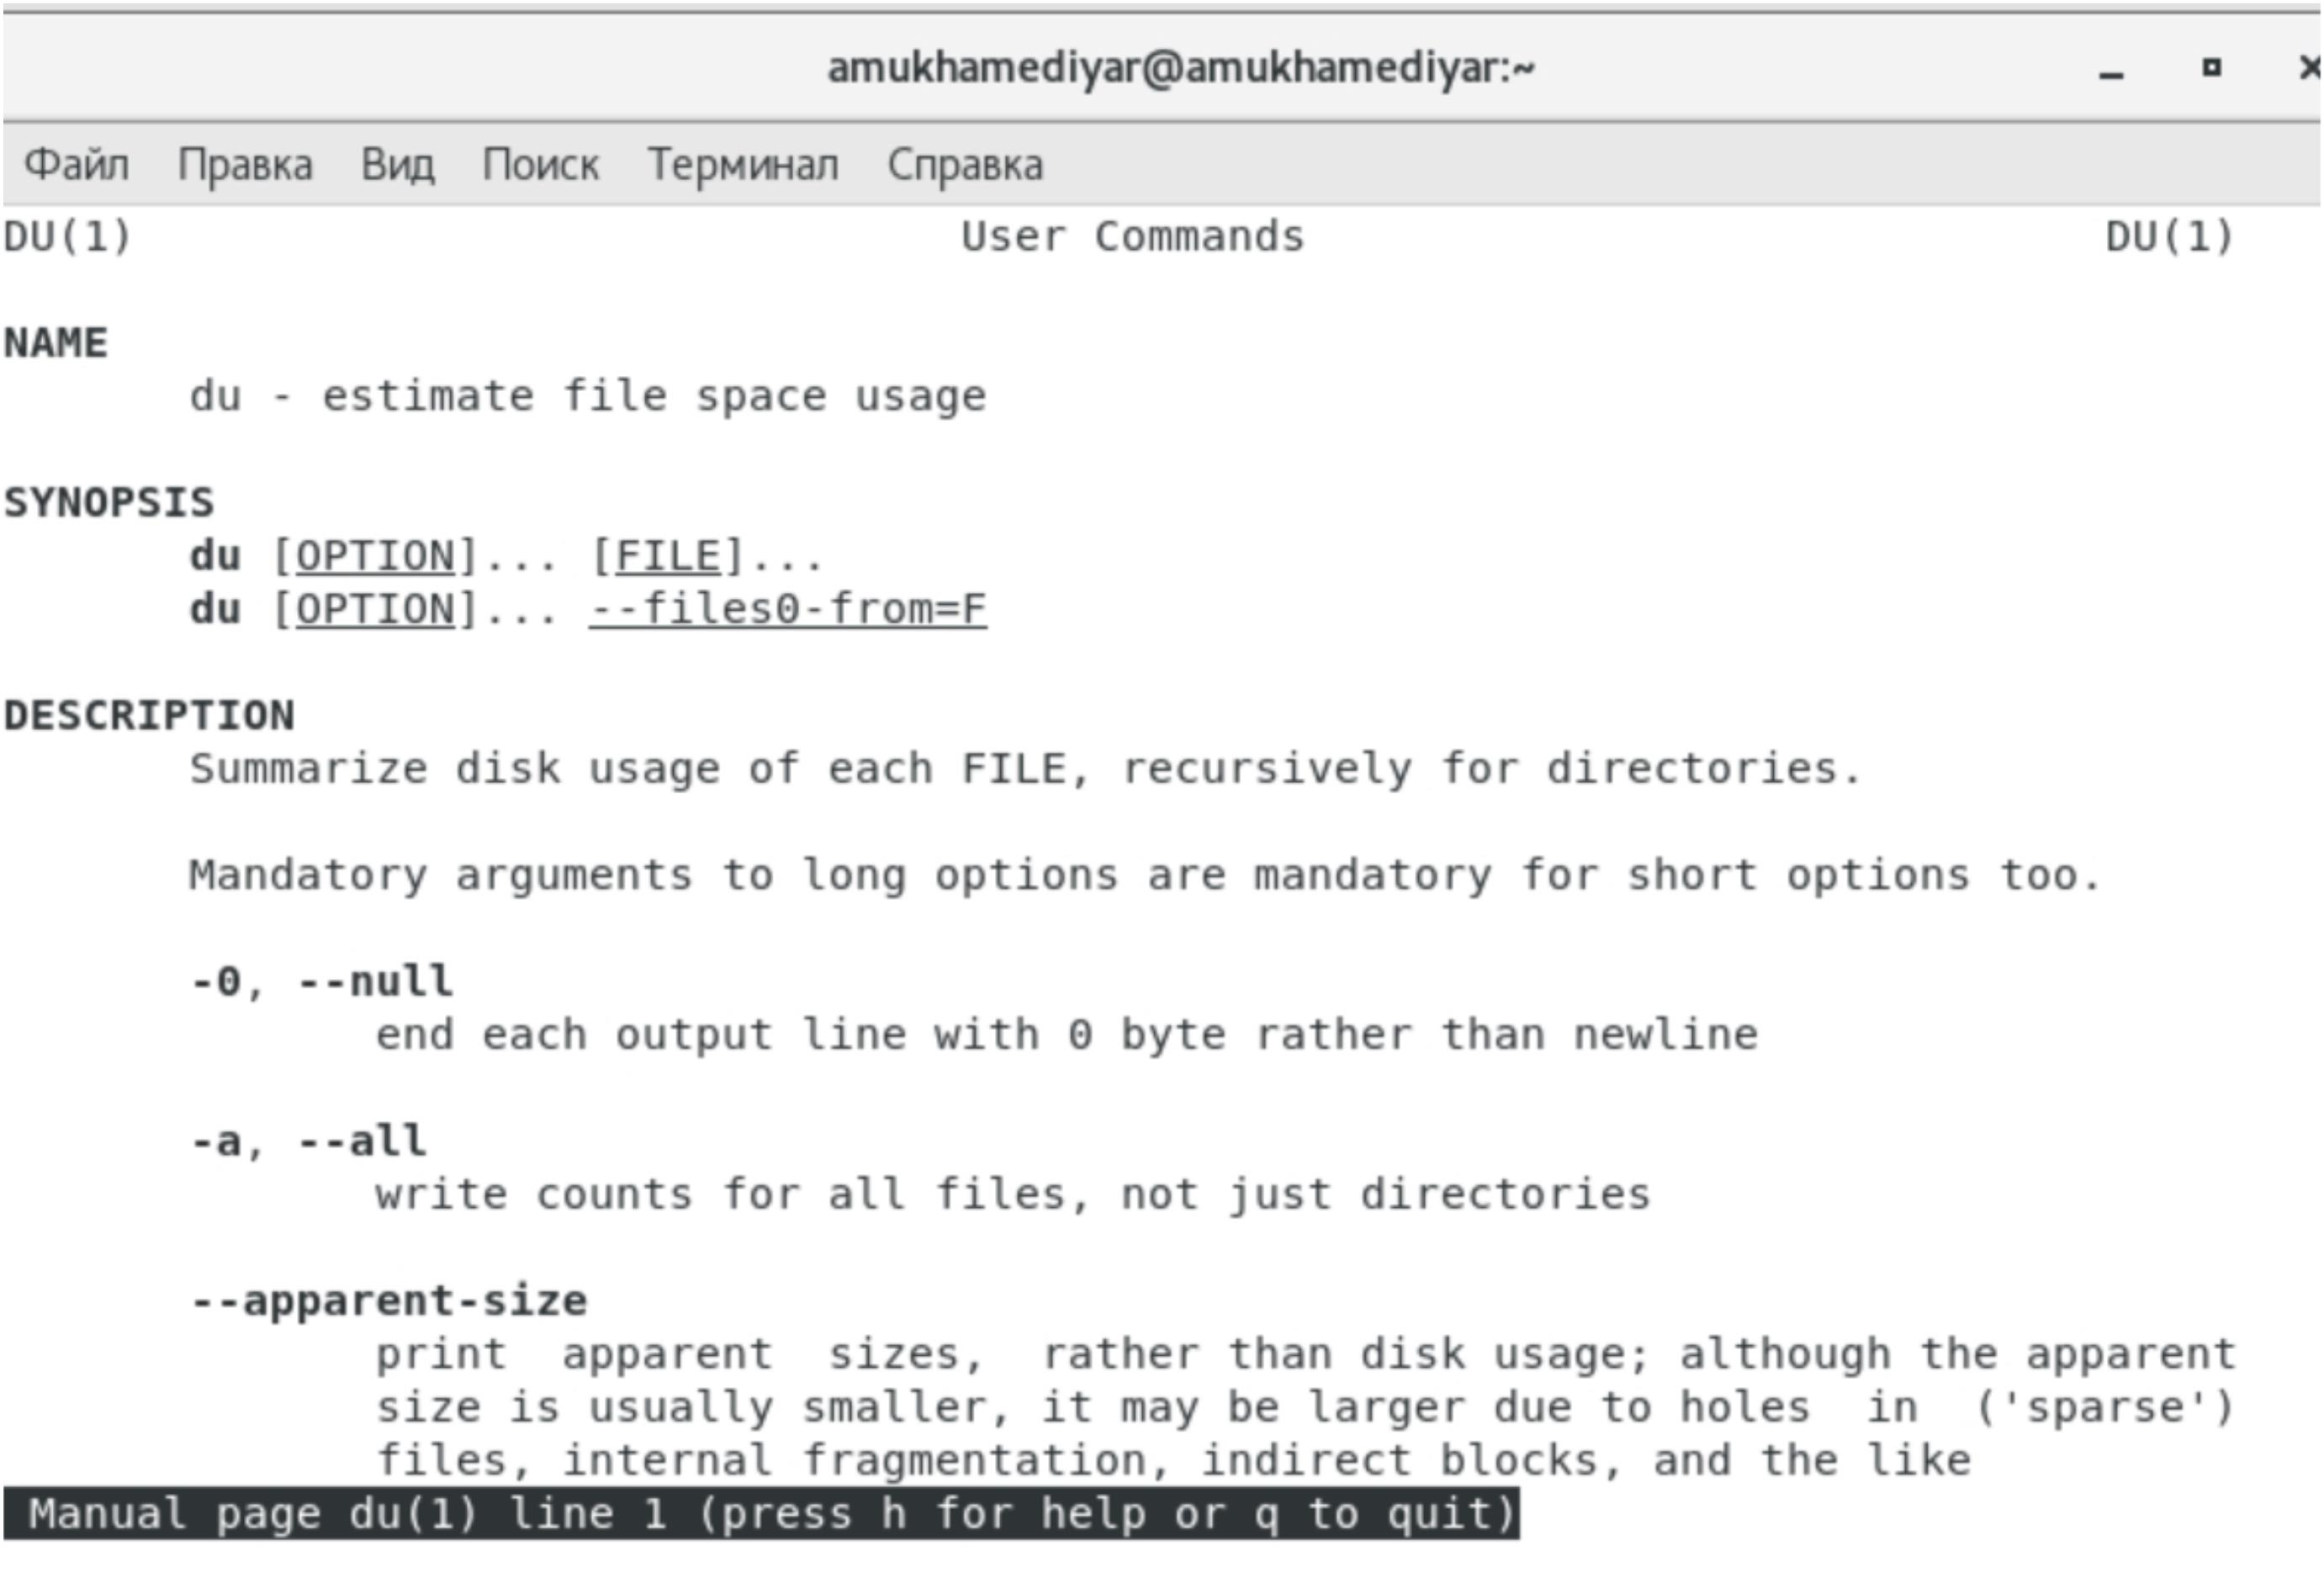 amukhamediyar@amukhamediyar:~
Файл Правка Вид Поиск Терминал Справка
DU(1) User Commands DU(1)
NAME
du - estimate file space usage
SYNOPSIS
du [OPTION]... [FILE]...
du [OPTION]... --files0-from=F
DESCRIPTION
Summarize disk usage of each FILE, recursively for directories.
Mandatory arguments to long options are mandatory for short options too.
-0, --null
end each output line with 0 byte rather than newline
-a, --all
write counts for all files, not just directories
--apparent-size
print apparent sizes, rather than disk usage; although the apparent
size is usually smaller, it may be larger due to holes in ('sparse')
files, internal fragmentation, indirect blocks, and the like
Manual page du(1) line 1 (press h for help or q to quit)